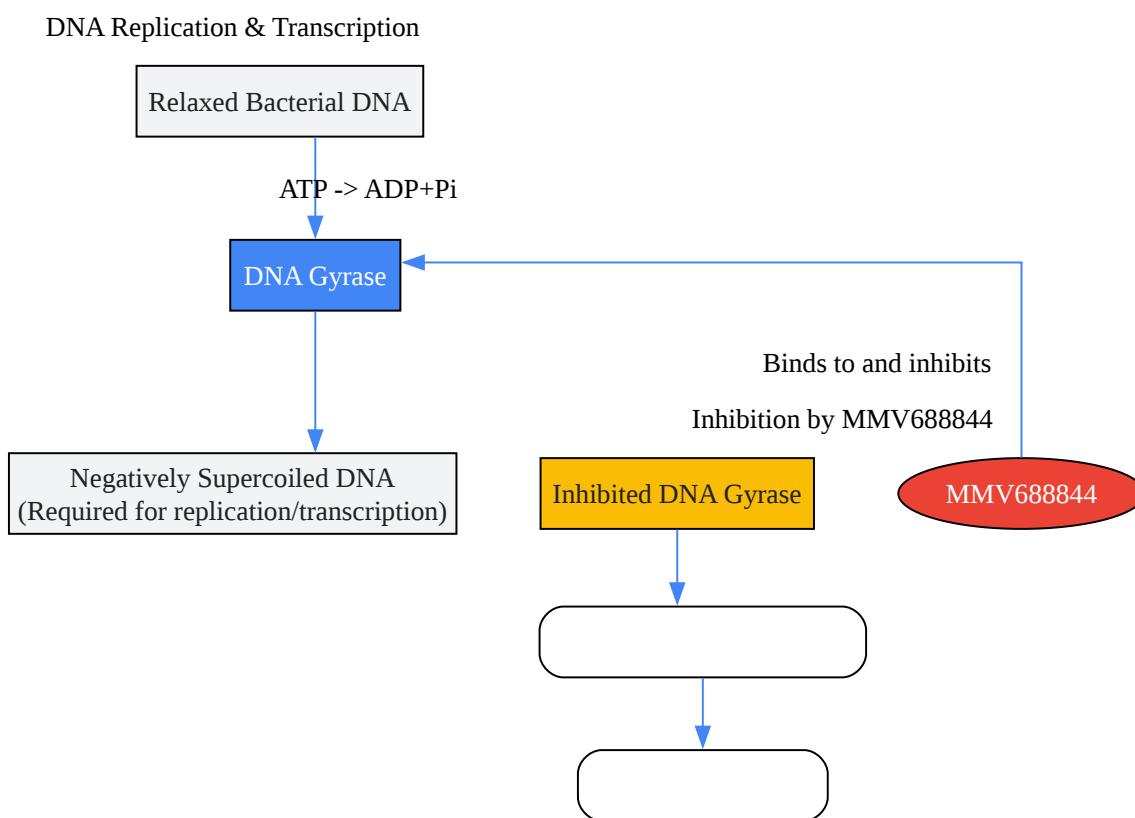 DNA Replication & Transcription
Relaxed Bacterial DNA
ATP -> ADP+Pi
DNA Gyrase
Binds to and inhibits
Inhibition by MMV688844
Negatively Supercoiled DNA
(Required for replication/transcription)
Inhibited DNA Gyrase
MMV688844